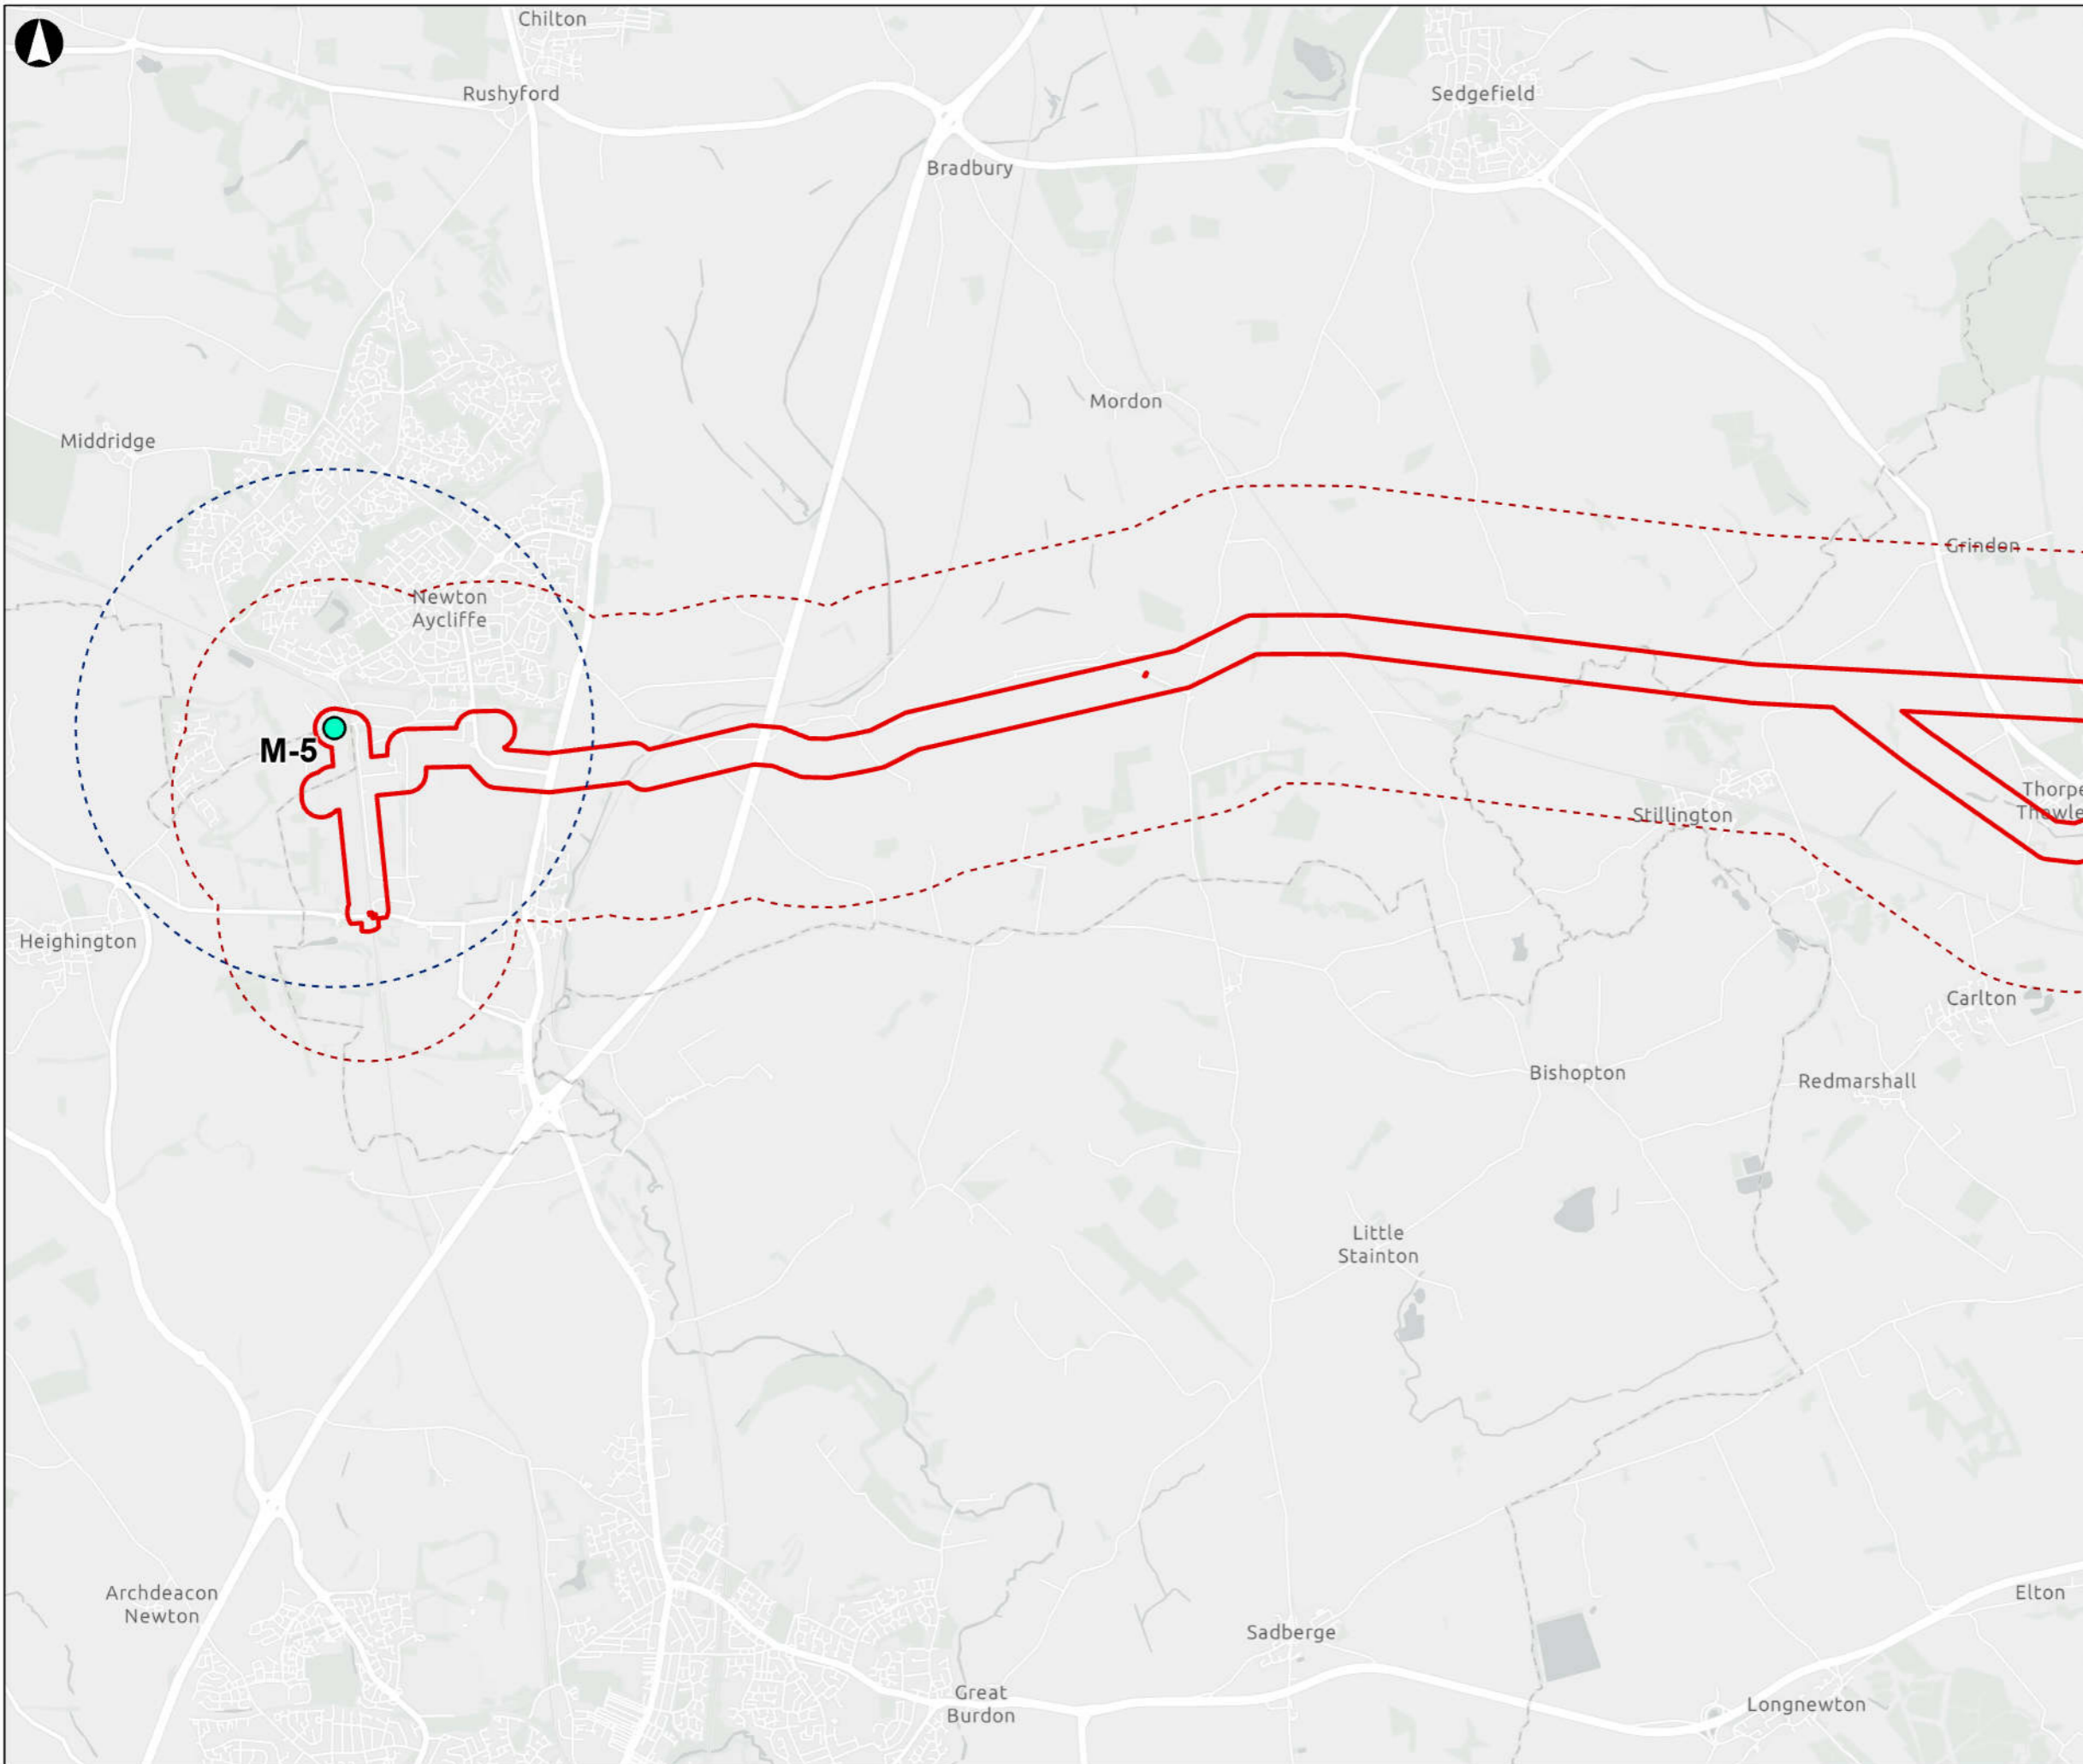 Chilton
Rushyford
Sedgefield
Bradbury
Mordon
Middridge
Grindon
Newton
Aycliffe
M-5
Thorpe
Thewle
Stillington
Heighington
Carlton
Bishopton
Redmarshall
Little
Stainton
Archdeacon
Newton
Elton
Sadberge
Great
Burdon
Longnewton